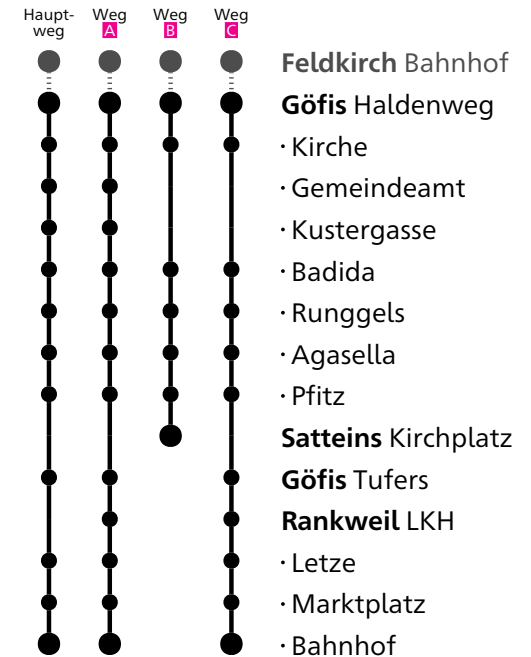 Haupt-
weg
Weg
A
Weg
B
Weg
C
Feldkirch Bahnhof
Göfis Haldenweg
· Kirche
· Gemeindeamt
· Kustergasse
· Badida
· Runggels
· Agasella
· Pfitz
Satteins Kirchplatz
Göfis Tufers
Rankweil LKH
· Letze
· Marktplatz
· Bahnhof